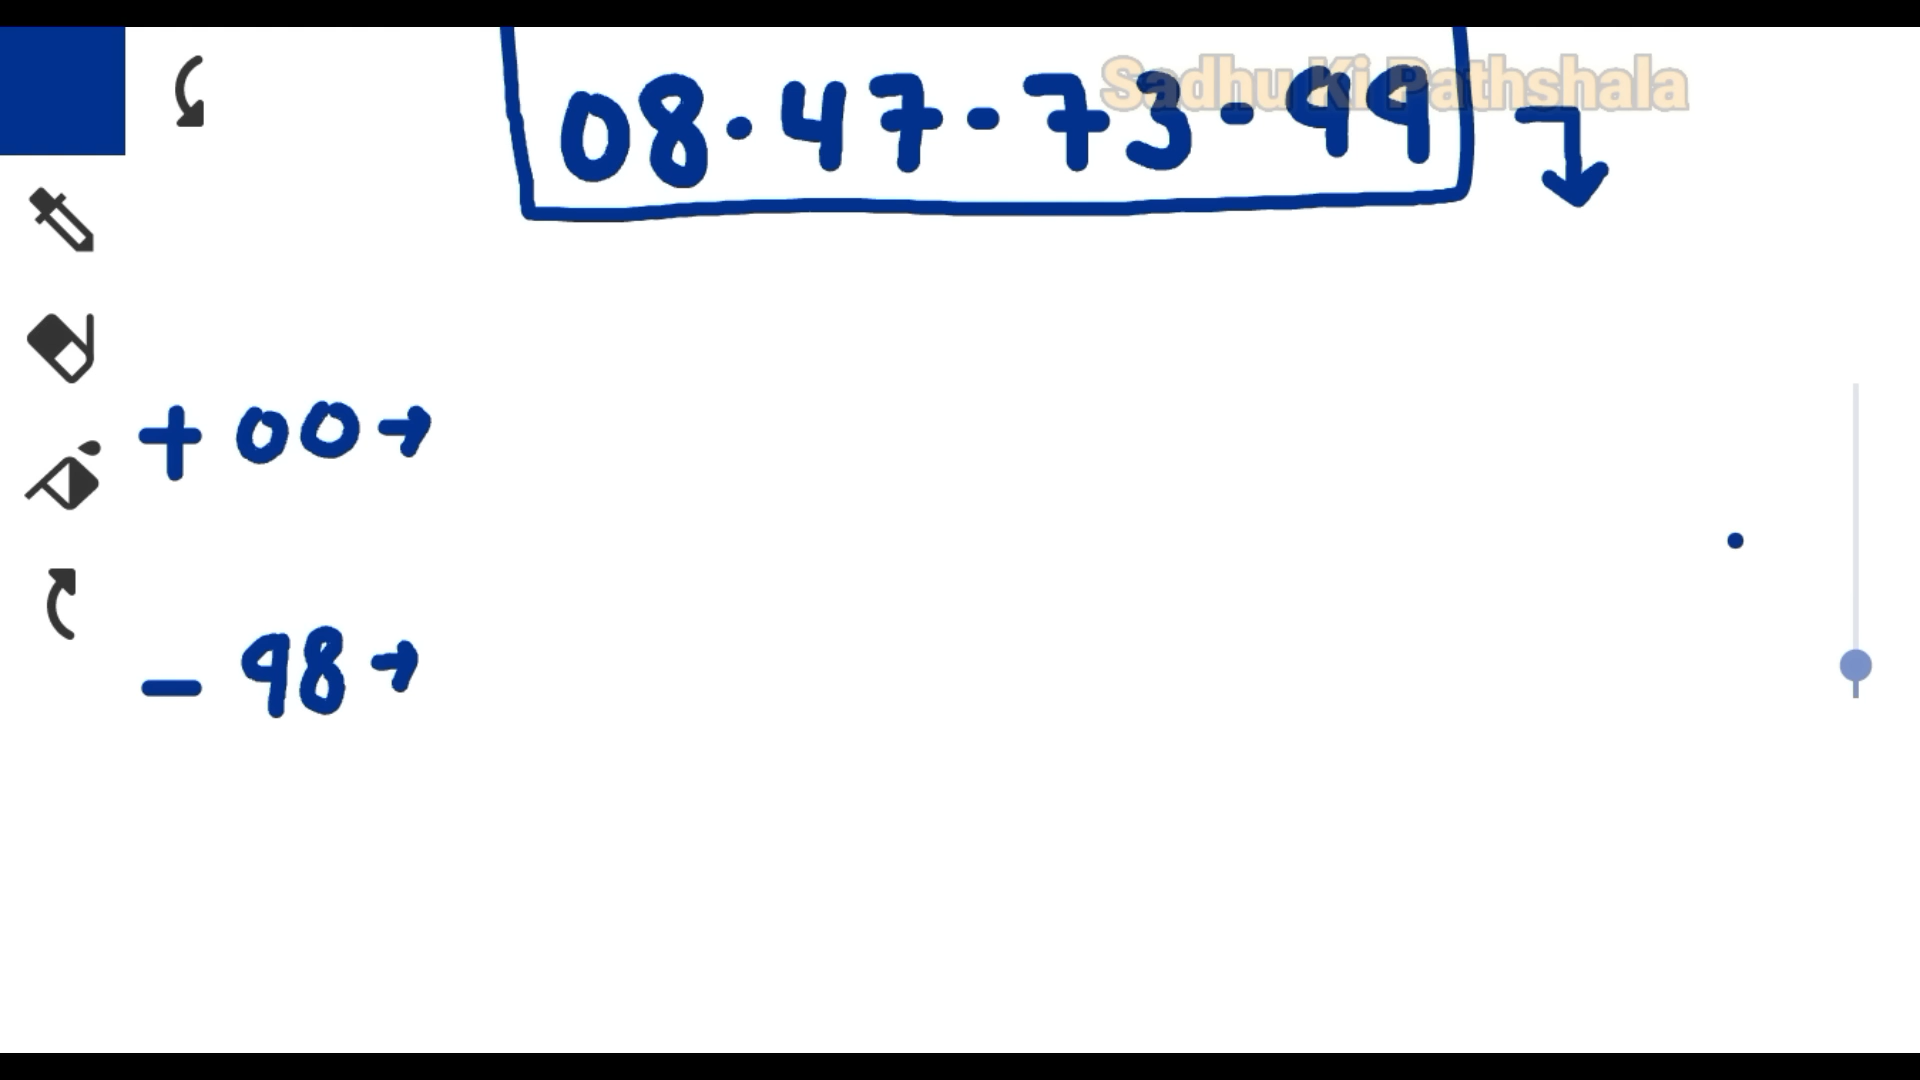 Sadhu Ki Pathshala
08.47-73-99
+ 00 →
- 98 →